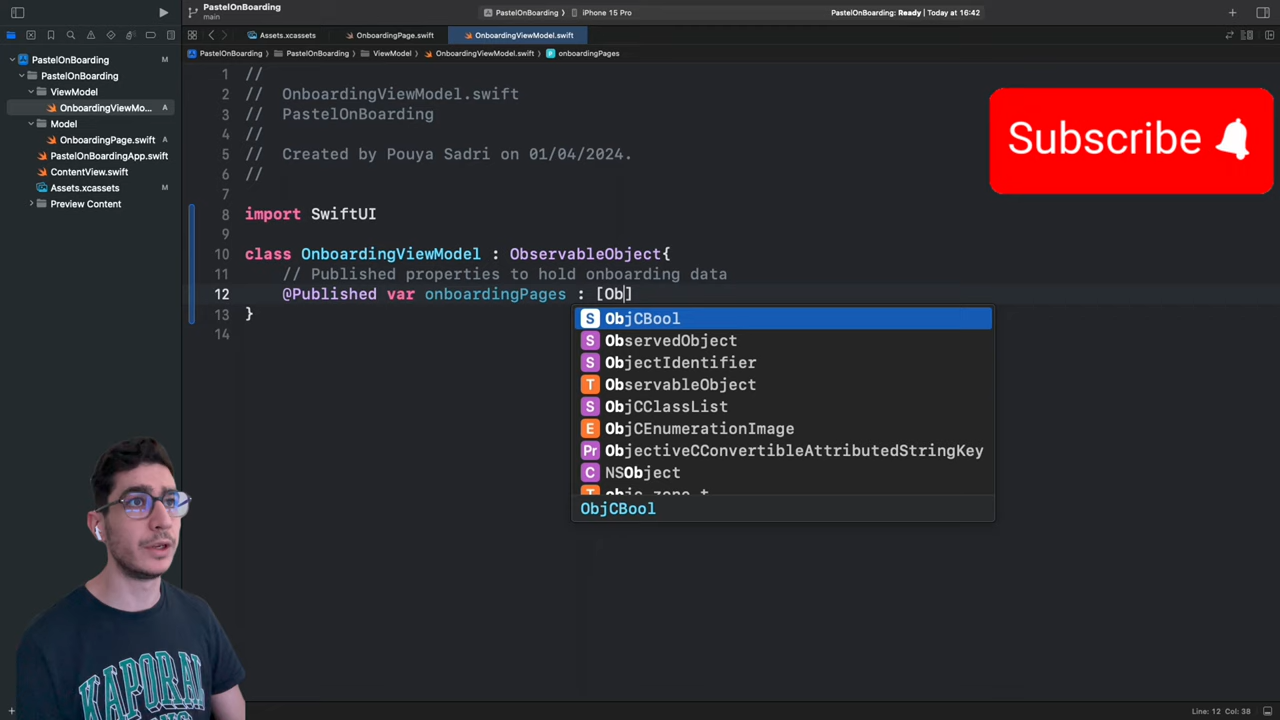 PastelOnBoarding
main
PastelOnBoarding
iPhone 15 Pro
PastelOnBoarding: Ready | Today at 16:42
Assets.xcassets
OnboardingPage.swift
OnboardingViewModel.swift
PastelOnBoarding
PastelOnBoarding
ViewModel
OnboardingViewModel.swift
P onboardingPages
PastelOnBoarding M
PastelOnBoarding
ViewModel
OnboardingViewMo... A
Model
OnboardingPage.swift A
PastelOnBoardingApp.swift
ContentView.swift
Assets.xcassets M
Preview Content
1 //
2 // OnboardingViewModel.swift
3 // PastelOnBoarding
4 //
5 // Created by Pouya Sadri on 01/04/2024.
6 //
7
8 import SwiftUI
9
10 class OnboardingViewModel : ObservableObject{
11 // Published properties to hold onboarding data
12 @Published var onboardingPages : [Ob]
13 }
14
S ObjCBool
S ObservedObject
S ObjectIdentifier
T ObservableObject
S ObjCClassList
E ObjCEnumerationImage
Pr ObjectiveCConvertibleAttributedStringKey
C NSObject
T objc_zone_t
ObjCBool
Subscribe
KAPORAL
Line: 12 Col: 38